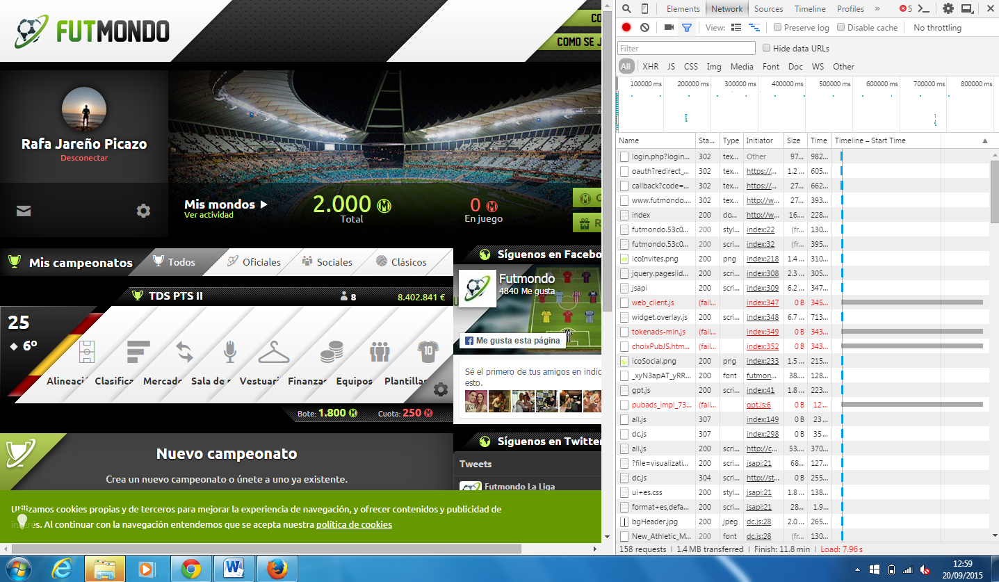 FUTMONDO
CO
COMO SE J
Rafa Jareño Picazo
Desconectar
Mis mondos
Ver actividad
2.000
Total
0
En juego
C
R
Mis campeonatos
Todos
Oficiales
Sociales
Clásicos
TDS PTS II
8
8.402.841 €
25
6º
10
Alineaci
Clasifica
Mercado
Sala de r
Vestuari
Finanzas
Equipos
Plantillas
Bote: 1.800
Cuota: 250
Nuevo campeonato
Crea un nuevo campeonato o únete a uno ya existente.
Síguenos en Facebo
Futmondo
4840 Me gusta
Me gusta esta página
Sé el primero de tus amigos en indic
esto.
Síguenos en Twitter
Tweets
Futmondo La Liga
Utilizamos cookies propias y de terceros para mejorar la experiencia de navegación, y ofrecer contenidos y publicidad de
interés. Al continuar con la navegación entendemos que se acepta nuestra política de cookies
Elements Network Sources Timeline Profiles » 5
View: Preserve log Disable cache No throttling
Filter Hide data URLs
All XHR JS CSS Img Media Font Doc WS Other
100000 ms 200000 ms 300000 ms 400000 ms 500000 ms 600000 ms 700000 ms 800000 ms
Name Sta... Type Initiator Size Time Timeline – Start Time
login.php?login... 302 tex... Other 97... 982...
oauth?redirect_... 302 tex... https://... 1.2 ... 605...
callback?code=... 302 tex... https://... 27... 662...
www.futmondo.... 302 tex... http://w... 27... 393...
index 200 do... http://w... 16.... 228...
futmondo.53c0... 200 styl... index:22 (fr... 130...
futmondo.53c0... 200 scri... index:32 (fr... 395...
icoInvites.png 200 png index:218 1.4 ... 310...
jquery.pageslid... 200 scri... index:308 2.3 ... 305...
jsapi 200 scri... index:309 6.2 ... 347...
web_client.js (fail... index:347 0 B 345...
widget.overlay.js 200 scri... index:348 6.7 ... 713...
tokenads-min.js (fail... index:349 0 B 343...
choixPubJS.htm... (fail... index:352 0 B 343...
icoSocial.png 200 png index:233 1.5 ... 215...
_xyN3apAT_yRR... 200 font futmon... 38.... 128...
gpt.js 200 scri... index:41 1.8 ... 223...
pubads_impl_73... (fail... gpt.js:6 0 B 12 ...
all.js 307 index:149 0 B 23 ...
dc.js 307 index:298 0 B 35 ...
all.js 200 scri... http://c... 53.... 370...
?file=visualizati... 200 scri... jsapi:21 68... 127...
dc.js 304 scri... http://st... 0 B 255...
ui+es.css 200 styl... jsapi:21 1.8 ... 138...
format+es,defa... 200 scri... jsapi:21 28... 1.9...
bgHeader.jpg 200 jpeg dc.js:28 2.0 ... 265...
New_Athletic_M... 200 font dc.js:28 (fr... 130...
158 requests | 1.4 MB transferred | Finish: 11.8 min | Load: 7.96 s
12:59
20/09/2015